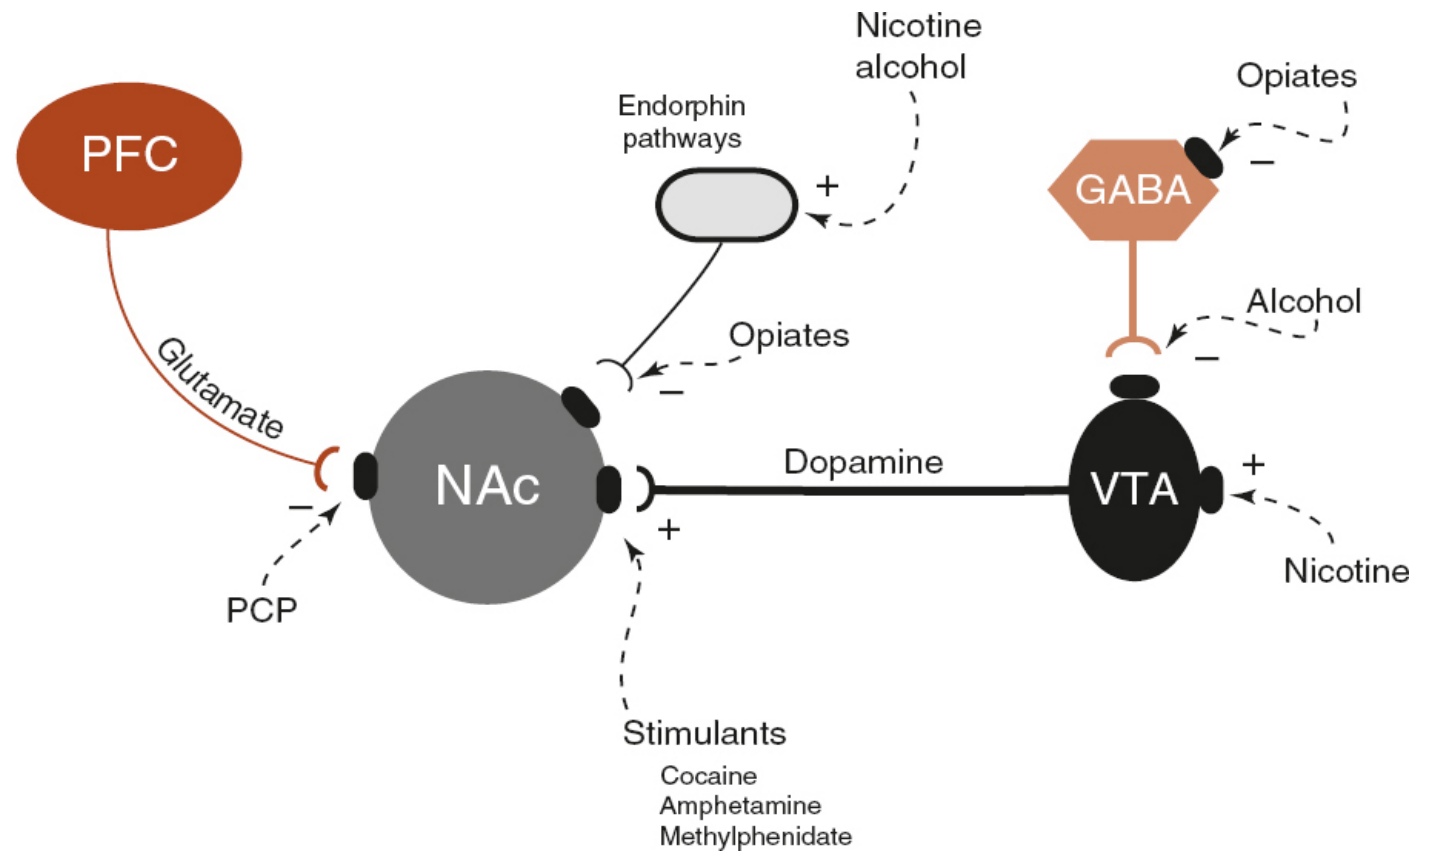 Nicotine
alcohol
Opiates
Endorphin
pathways
PFC
+
−
GABA
Alcohol
Opiates
−
−
Glutamate
Dopamine
+
NAc
VTA
−
+
Nicotine
PCP
Stimulants
Cocaine
Amphetamine
Methylphenidate